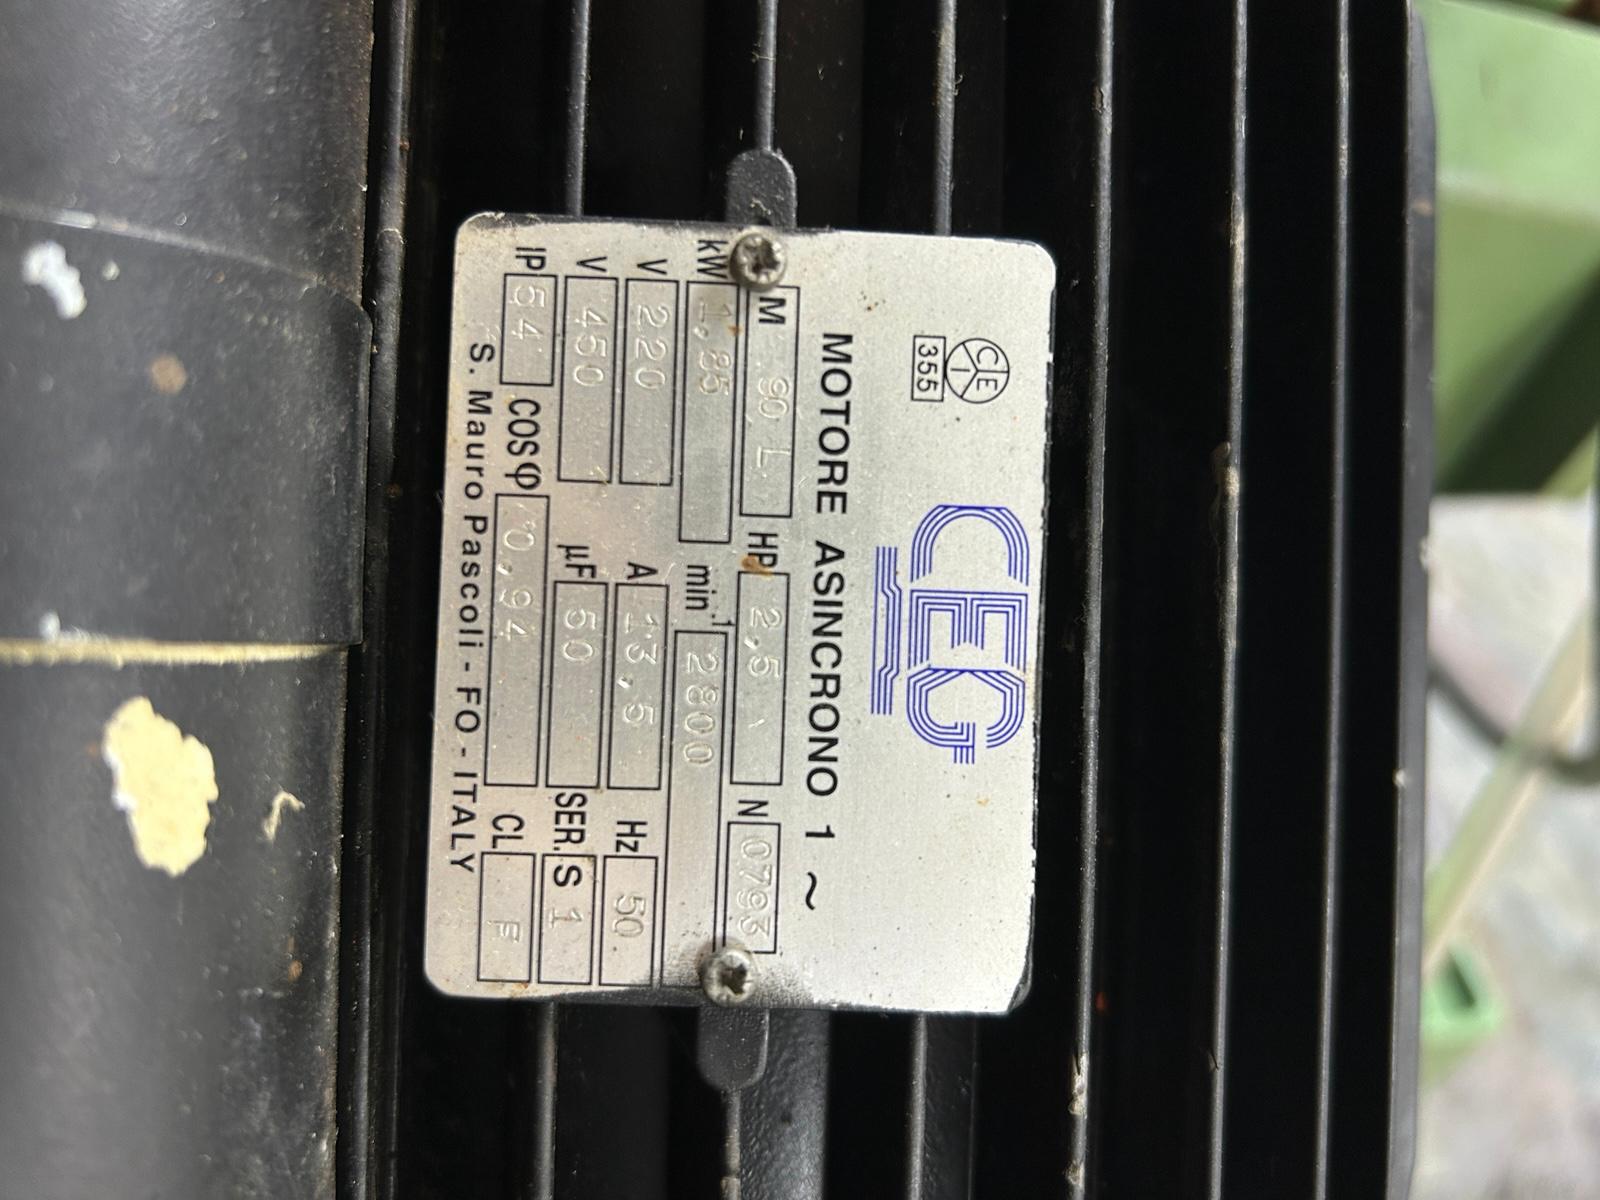 CEI
355
CEG
MOTORE ASINCRONO 1 ~
M 90 L HP 2,5 N 0793
kW 1,85 min-1 2800
V 220 A 13,5 Hz 50
V 450 µF 50 SER. S 1
IP 54 COSφ 0,94 CL F
S. Mauro Pascoli - FO - ITALY